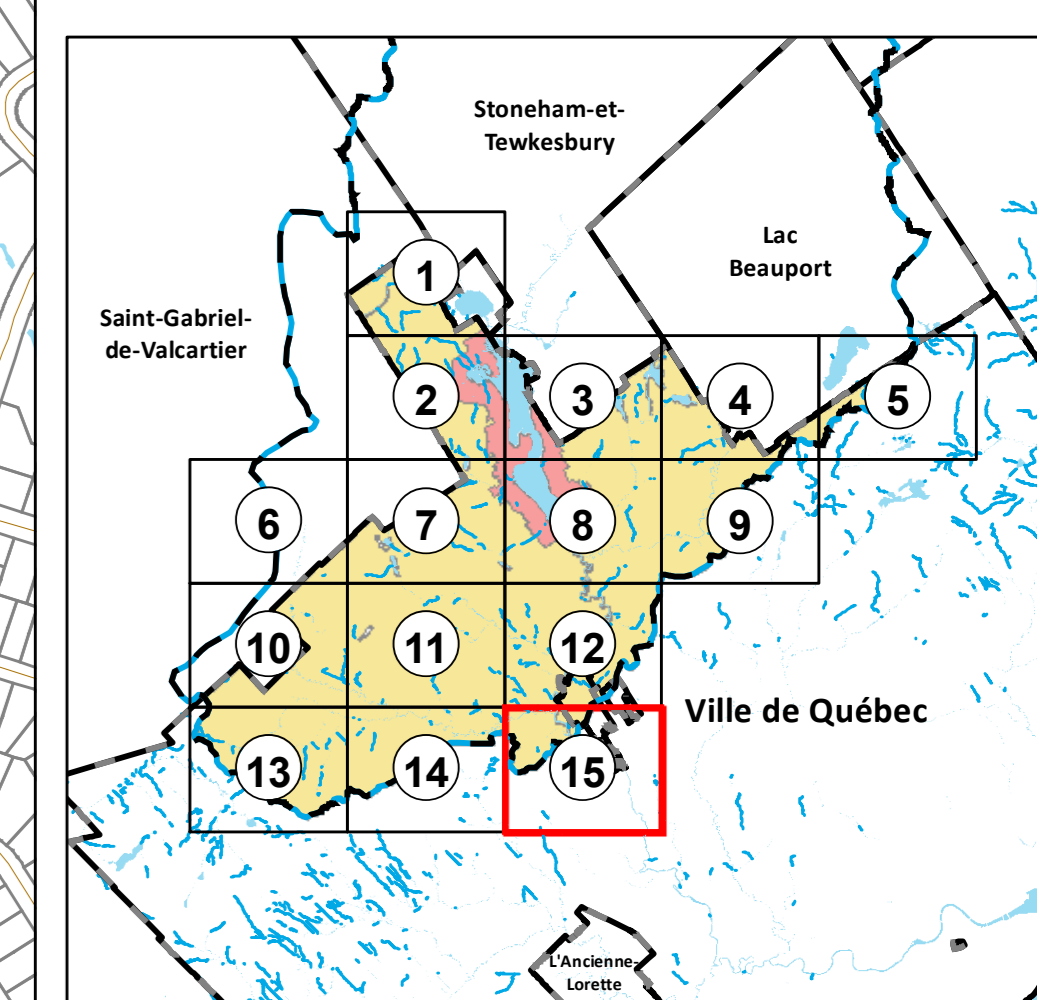 Stoneham-et-
Tewkesbury
Lac
Beauport
Saint-Gabriel-
de-Valcartier
1
2
3
4
5
6
7
8
9
10
11
12
Ville de Québec
13
14
15
L'Ancienne-
Lorette